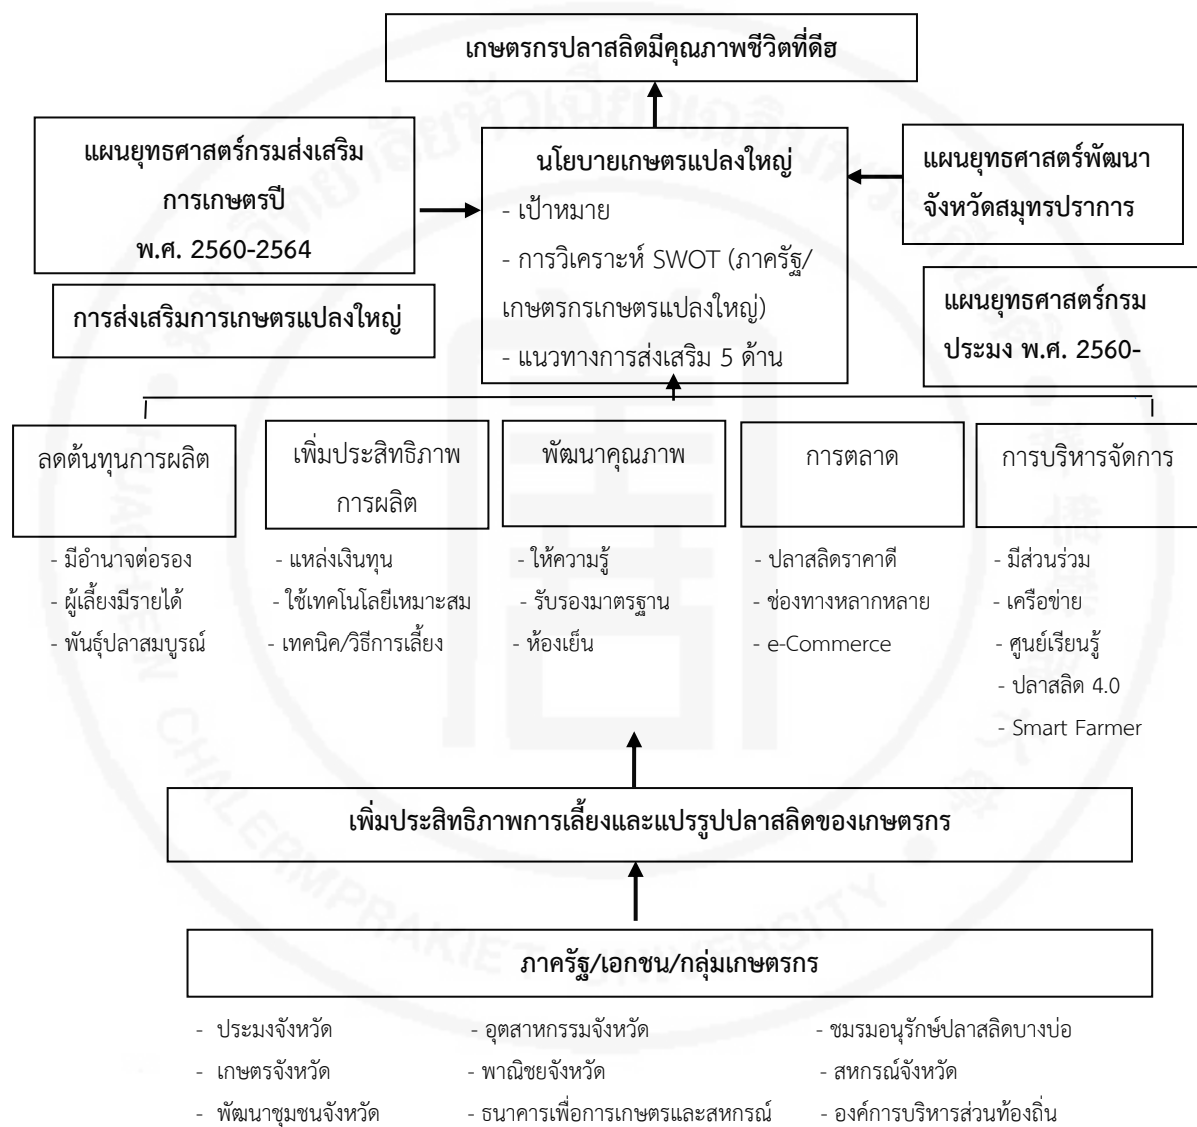 เกษตรกรปลาสลิดมีคุณภาพชีวิตที่ดีฮ
แผนยุทธศาสตร์กรมส่งเสริม
การเกษตรปี
พ.ศ. 2560-2564
การส่งเสริมการเกษตรแปลงใหญ่
นโยบายเกษตรแปลงใหญ่
- เป้าหมาย
- การวิเคราะห์ SWOT (ภาครัฐ/
เกษตรกรเกษตรแปลงใหญ่)
- แนวทางการส่งเสริม 5 ด้าน
แผนยุทธศาสตร์พัฒนา
จังหวัดสมุทรปราการ
แผนยุทธศาสตร์กรม
ประมง พ.ศ. 2560-
ลดต้นทุนการผลิต
- มีอำนาจต่อรอง
- ผู้เลี้ยงมีรายได้
- พันธุ์ปลาสมบูรณ์
เพิ่มประสิทธิภาพ
การผลิต
- แหล่งเงินทุน
- ใช้เทคโนโลยีเหมาะสม
- เทคนิค/วิธีการเลี้ยง
พัฒนาคุณภาพ
- ให้ความรู้
- รับรองมาตรฐาน
- ห้องเย็น
การตลาด
- ปลาสลิดราคาดี
- ช่องทางหลากหลาย
- e-Commerce
การบริหารจัดการ
- มีส่วนร่วม
- เครือข่าย
- ศูนย์เรียนรู้
- ปลาสลิด 4.0
- Smart Farmer
เพิ่มประสิทธิภาพการเลี้ยงและแปรรูปปลาสลิดของเกษตรกร
ภาครัฐ/เอกชน/กลุ่มเกษตรกร
- ประมงจังหวัด
- เกษตรจังหวัด
- พัฒนาชุมชนจังหวัด
- อุตสาหกรรมจังหวัด
- พาณิชยจังหวัด
- ธนาคารเพื่อการเกษตรและสหกรณ์
- ชมรมอนุรักษ์ปลาสลิดบางบ่อ
- สหกรณ์จังหวัด
- องค์การบริหารส่วนท้องถิ่น
HUACHIEW CHALERMPRAKIET UNIVERSITY